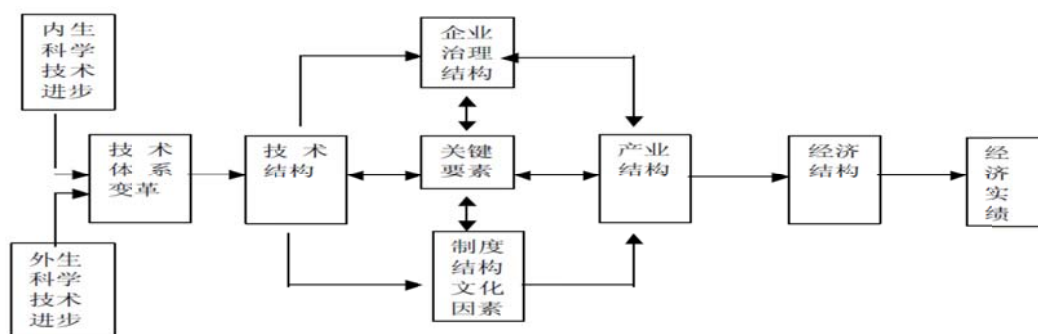 内生
科学
技术
进步
外生
科学
技术
进步
技术
体系
变革
技术
结构
企业
治理
结构
关键
要素
制度
结构
文化
因素
产业
结构
经济
结构
经
济
实
绩